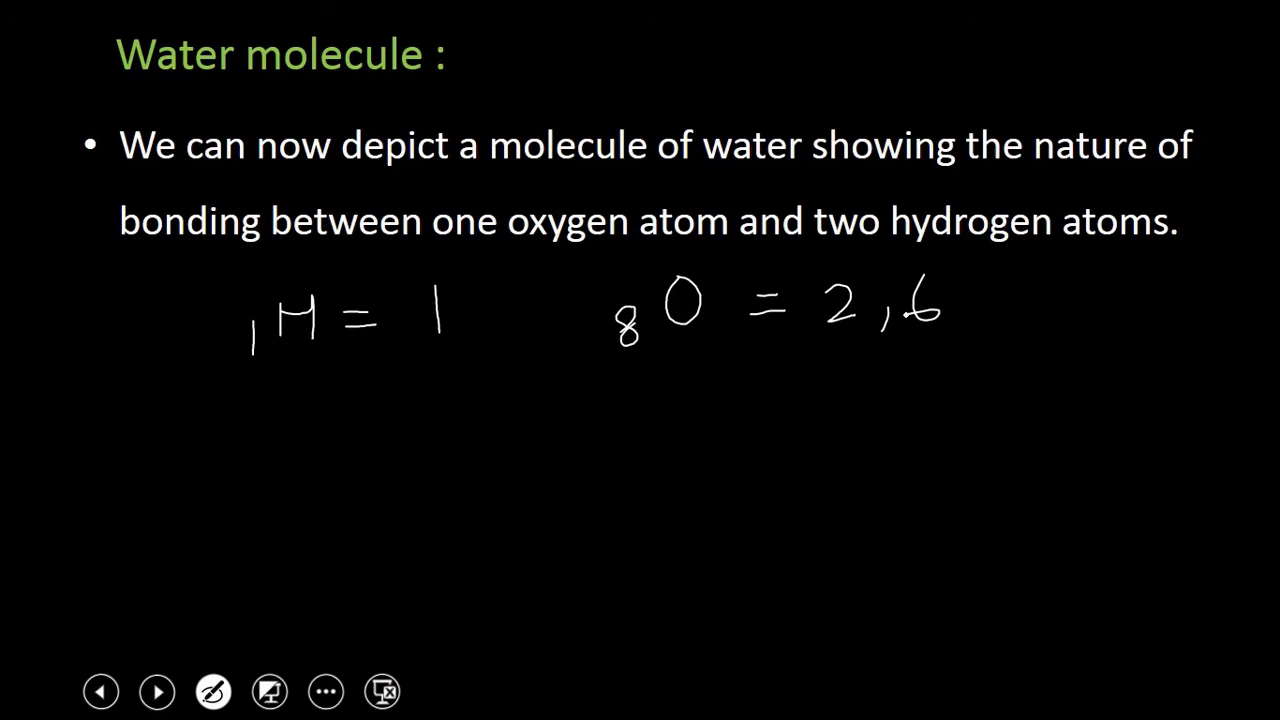 Water molecule :
• We can now depict a molecule of water showing the nature of
bonding between one oxygen atom and two hydrogen atoms.
₁H = 1 ₈O = 2,6